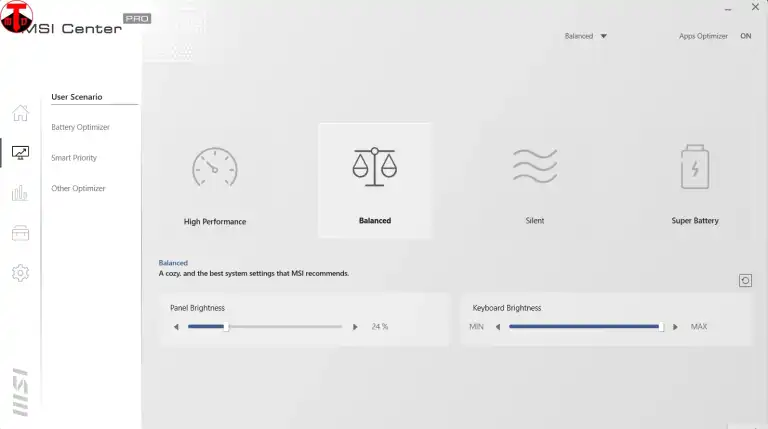 MSI Center PRO
Balanced
Apps Optimizer ON
User Scenario
Battery Optimizer
Smart Priority
Other Optimizer
High Performance
Balanced
Silent
Super Battery
Balanced
A cozy. and the best system settings that MSI recommends.
Panel Brightness
24 %
Keyboard Brightness
MIN
MAX
msi